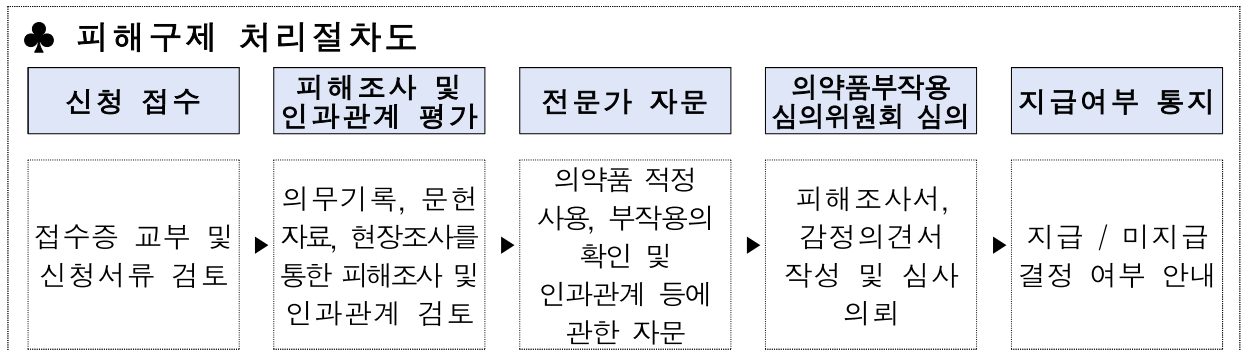 ♣ 피해구제 처리절차도
신청 접수
피해조사 및
인과관계 평가
전문가 자문
의약품부작용
심의위원회 심의
지급여부 통지
접수증 교부 및
신청서류 검토
▶
의무기록, 문헌
자료, 현장조사를
통한 피해조사 및
인과관계 검토
▶
의약품 적정
사용, 부작용의
확인 및
인과관계 등에
관한 자문
▶
피해조사서,
감정의견서
작성 및 심사
의뢰
▶
지급 / 미지급
결정 여부 안내